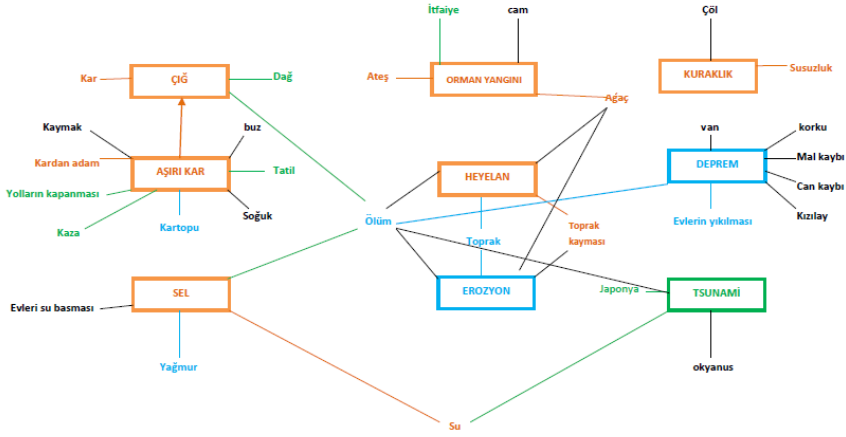 İtfaiye
cam
Çöl
Kar
ÇIĞ
Dağ
Ateş
ORMAN YANGINI
KURAKLIK
Susuzluk
Ağaç
Kaymak
buz
van
korku
Kardan adam
AŞIRI KAR
Tatil
HEYELAN
DEPREM
Mal kaybı
Can kaybı
Yolların kapanması
Kartopu
Soğuk
Ölüm
Toprak kayması
Evlerin yıkılması
Kızılay
Kaza
Toprak
SEL
EROZYON
Japonya
TSUNAMİ
Evleri su basması
Yağmur
okyanus
Su